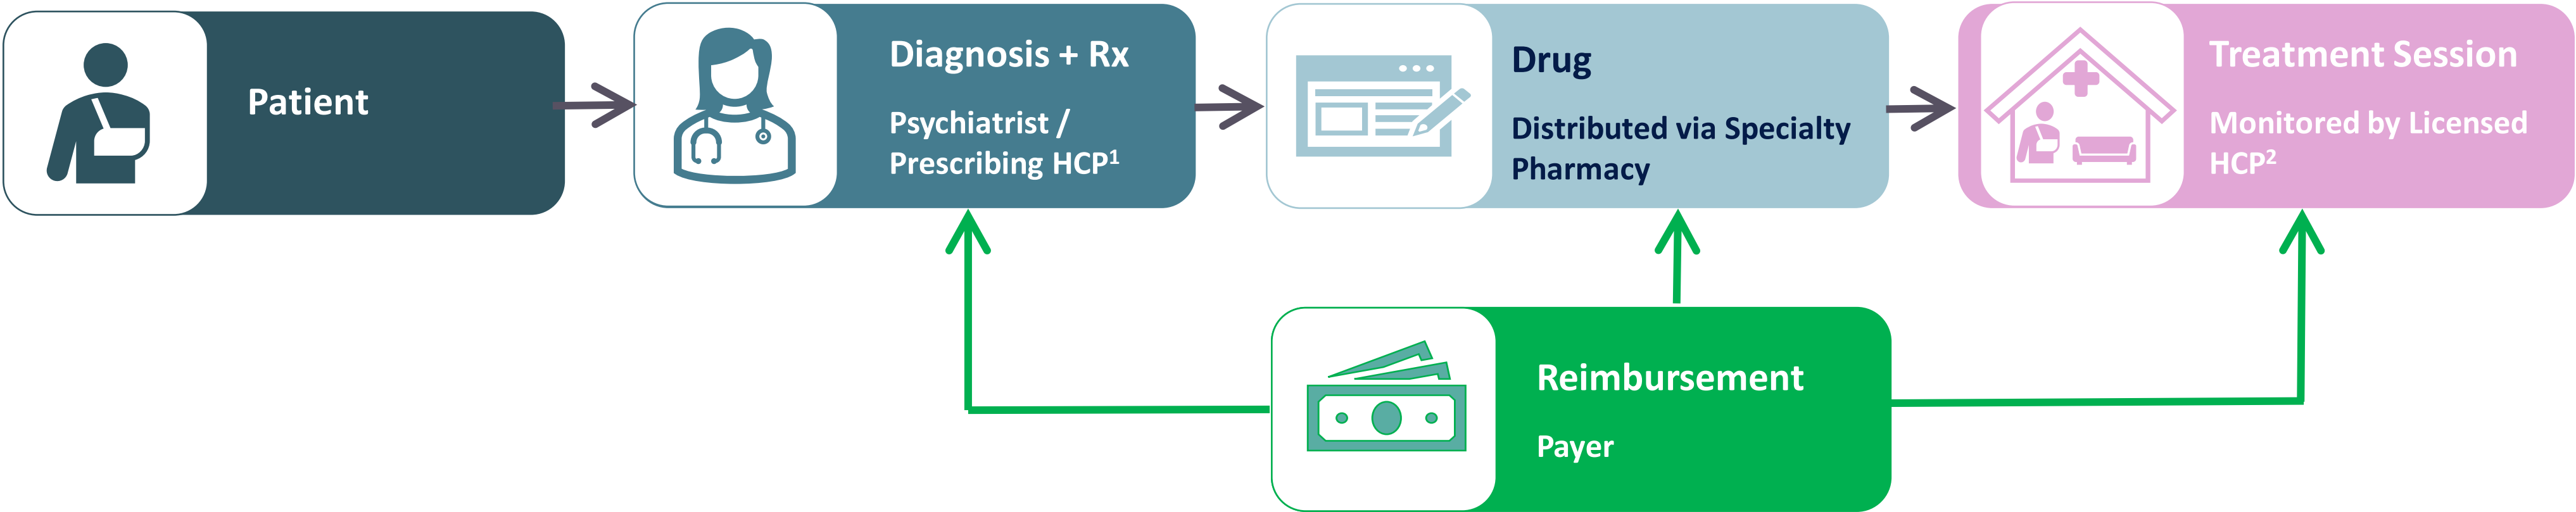 Patient
Diagnosis + Rx
Psychiatrist /
Prescribing HCP¹
Drug
Distributed via Specialty
Pharmacy
Treatment Session
Monitored by Licensed
HCP²
Reimbursement
Payer